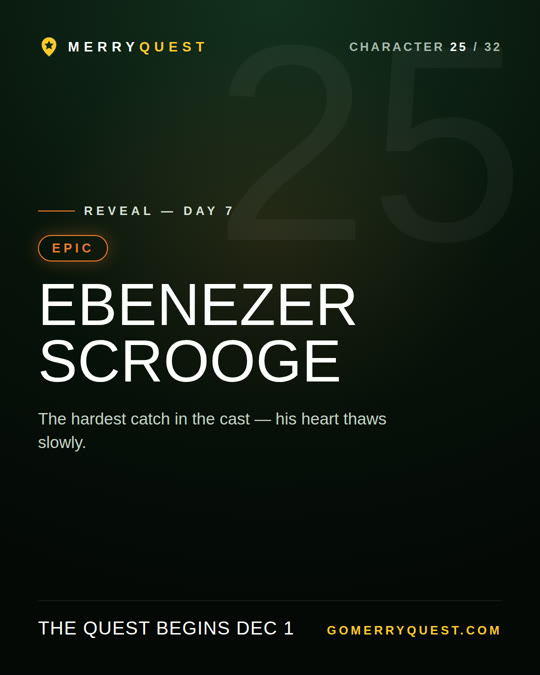 MERRYQUEST
CHARACTER 25 / 32
25
REVEAL — DAY 7
EPIC
EBENEZER
SCROOGE
The hardest catch in the cast — his heart thaws
slowly.
THE QUEST BEGINS DEC 1
GOMERRYQUEST.COM